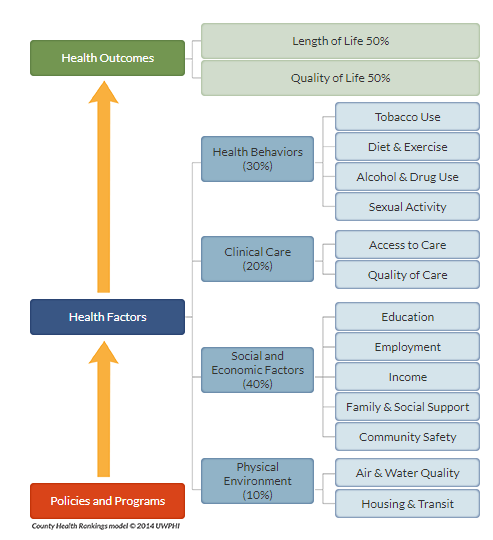 Health Outcomes
Length of Life 50%
Quality of Life 50%
Health Behaviors
(30%)
Tobacco Use
Diet & Exercise
Alcohol & Drug Use
Sexual Activity
Clinical Care
(20%)
Access to Care
Quality of Care
Health Factors
Social and
Economic Factors
(40%)
Education
Employment
Income
Family & Social Support
Community Safety
Physical
Environment
(10%)
Air & Water Quality
Housing & Transit
Policies and Programs
County Health Rankings model © 2014 UWPHI